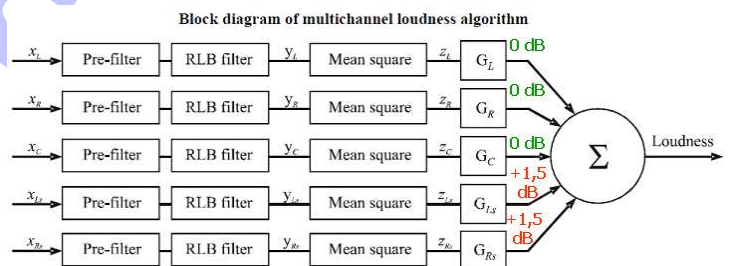 Block diagram of multichannel loudness algorithm
x_L Pre-filter RLB filter y_L Mean square z_L G_L 0 dB
x_R Pre-filter RLB filter y_R Mean square z_R G_R 0 dB
x_C Pre-filter RLB filter y_C Mean square z_C G_C 0 dB
Σ Loudness
x_Ls Pre-filter RLB filter y_Ls Mean square z_Ls G_Ls +1,5 dB
x_Rs Pre-filter RLB filter y_Rs Mean square z_Rs G_Rs +1,5 dB